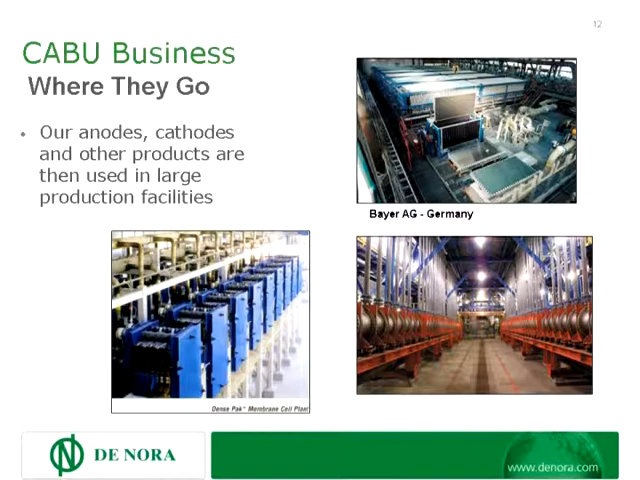 12
CABU Business
Where They Go
• Our anodes, cathodes
and other products are
then used in large
production facilities
Bayer AG - Germany
Dense Pak™ Membrane Cell Plant
DE NORA
www.denora.com